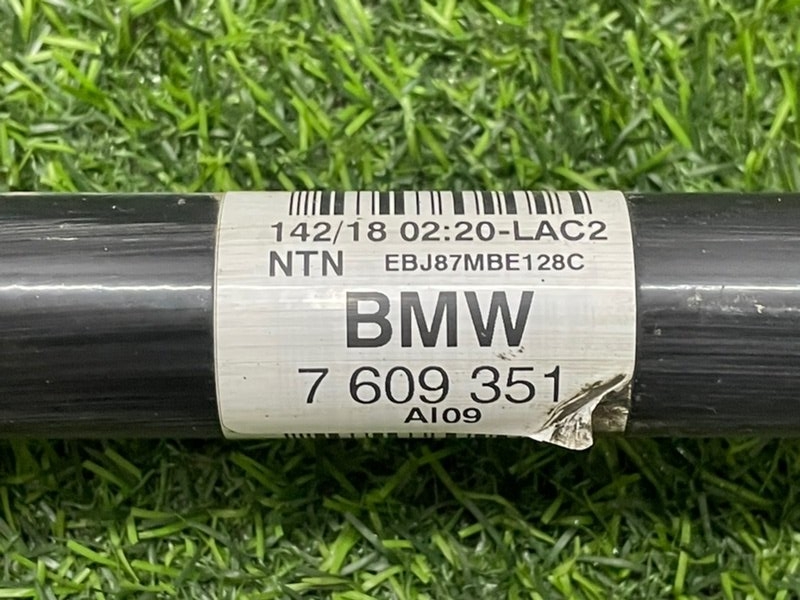 142/18 02:20-LAC2
NTN EBJ87MBE128C
BMW
7 609 351
AI09